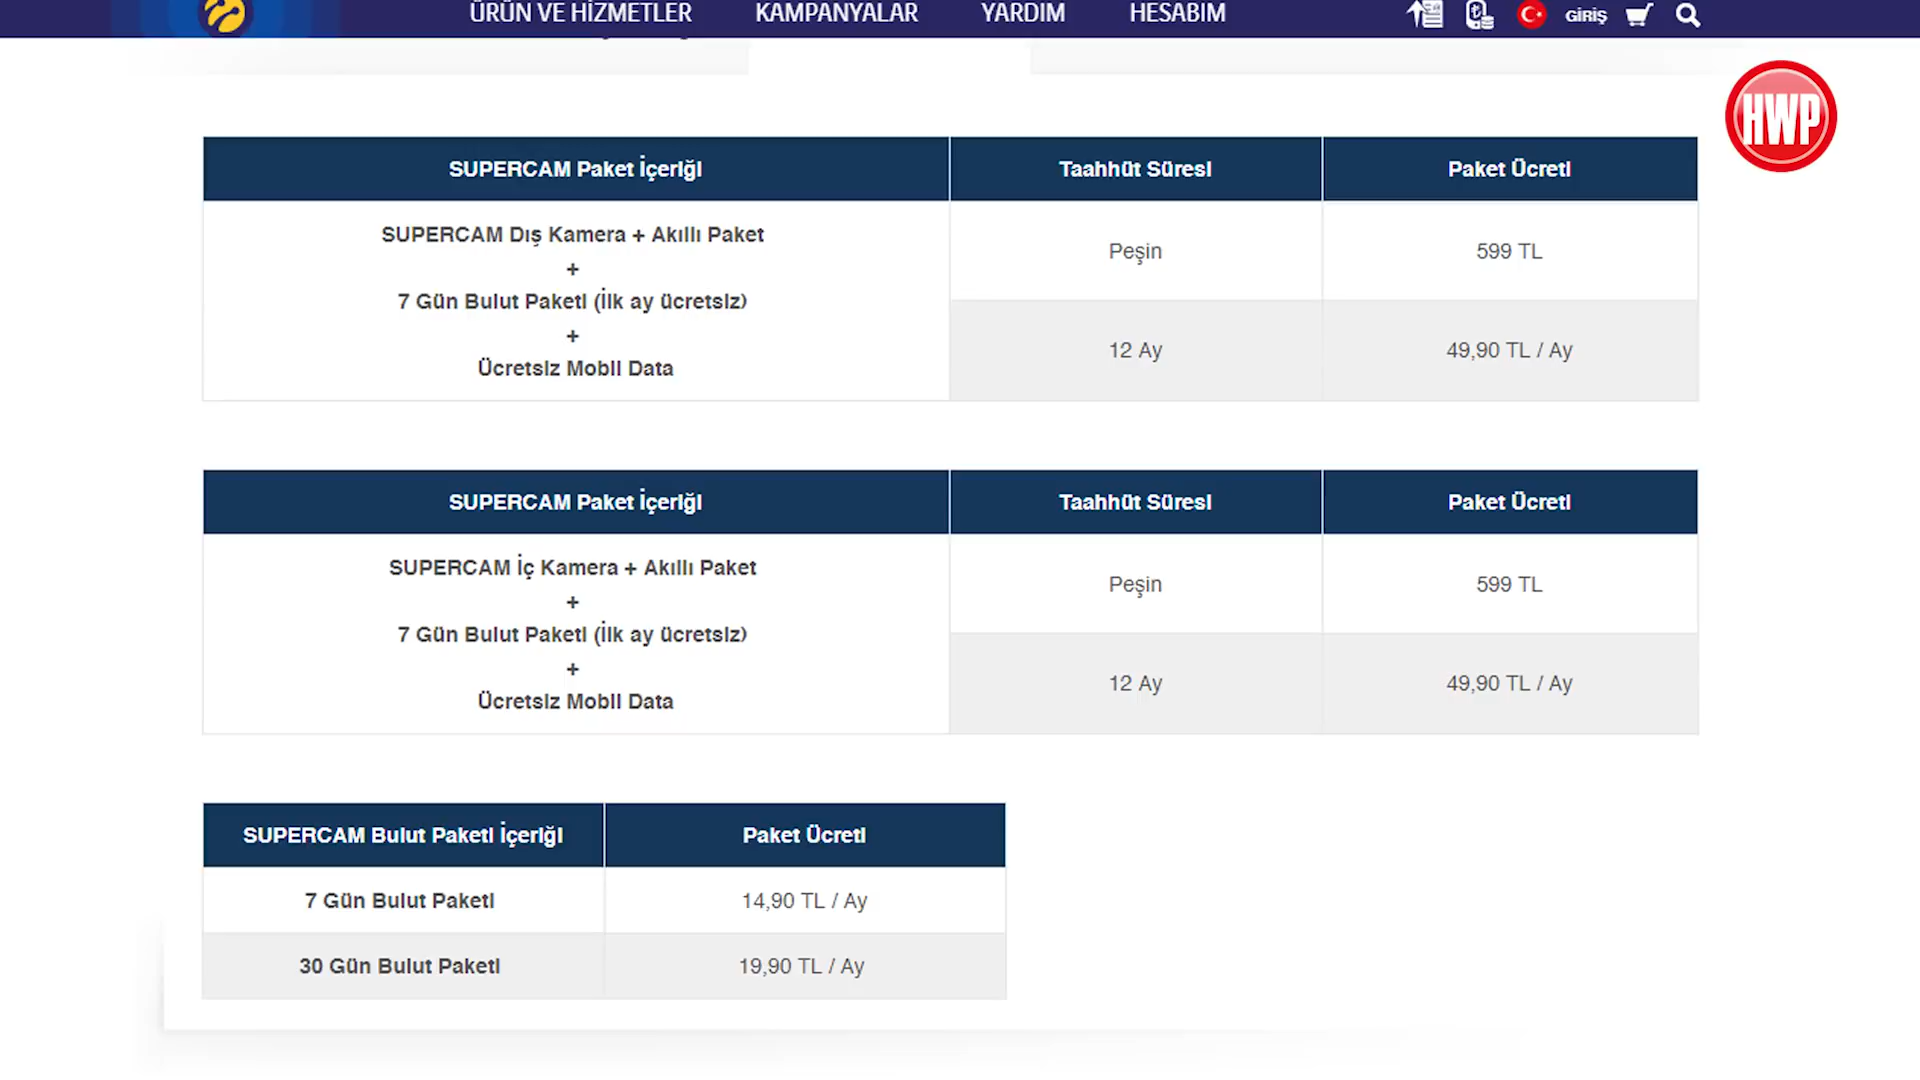 ÜRÜN VE HİZMETLER KAMPANYALAR YARDIM HESABIM GİRİŞ
HWP
SUPERCAM Paket İçeriği Taahhüt Süresi Paket Ücreti
SUPERCAM Dış Kamera + Akıllı Paket
+
7 Gün Bulut Paketi (İlk ay ücretsiz)
+
Ücretsiz Mobil Data
Peşin 599 TL
12 Ay 49,90 TL / Ay
SUPERCAM Paket İçeriği Taahhüt Süresi Paket Ücreti
SUPERCAM İç Kamera + Akıllı Paket
+
7 Gün Bulut Paketi (İlk ay ücretsiz)
+
Ücretsiz Mobil Data
Peşin 599 TL
12 Ay 49,90 TL / Ay
SUPERCAM Bulut Paketi İçeriği Paket Ücreti
7 Gün Bulut Paketi 14,90 TL / Ay
30 Gün Bulut Paketi 19,90 TL / Ay